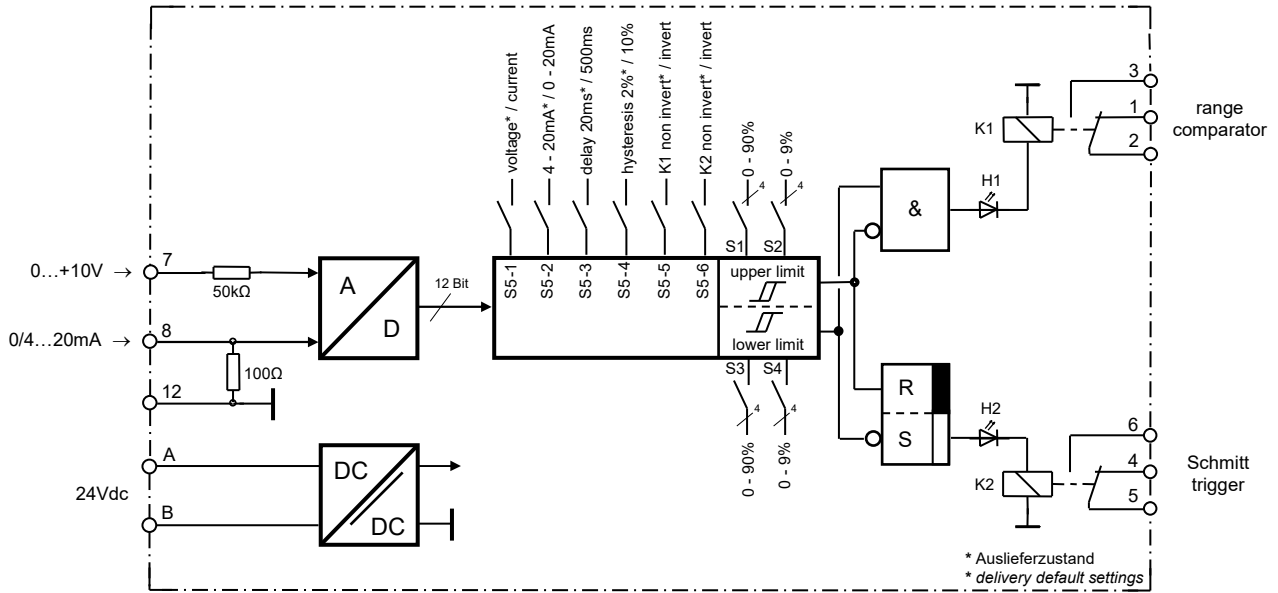 voltage* / current
4 - 20mA* / 0 - 20mA
delay 20ms* / 500ms
hysteresis 2%* / 10%
K1 non invert* / invert
K2 non invert* / invert
0 - 90%
0 - 9%
4
4
S5-1
S5-2
S5-3
S5-4
S5-5
S5-6
S1
S2
upper limit
lower limit
S3
S4
4
4
0 - 90%
0 - 9%
0…+10V →
7
50kΩ
0/4…20mA →
8
100Ω
12
A
D
12 Bit
24Vdc
A
B
DC
DC
&
H1
K1
3
1
2
range
comparator
R
S
H2
K2
6
4
5
Schmitt
trigger
* Auslieferzustand
* delivery default settings